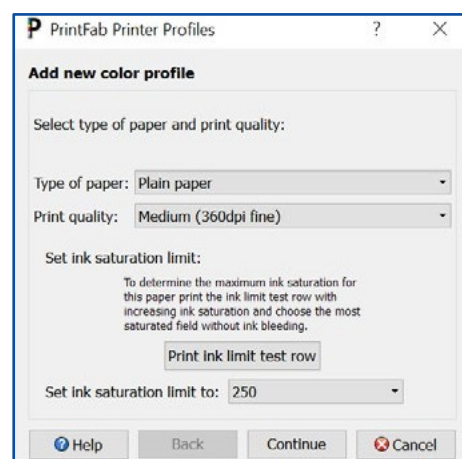 PrintFab Printer Profiles ?
Add new color profile
Select type of paper and print quality:
Type of paper: Plain paper
Print quality: Medium (360dpi fine)
Set ink saturation limit:
To determine the maximum ink saturation for
this paper print the ink limit test row with
increasing ink saturation and choose the most
saturated field without ink bleeding.
Print ink limit test row
Set ink saturation limit to: 250
Help Back Continue Cancel